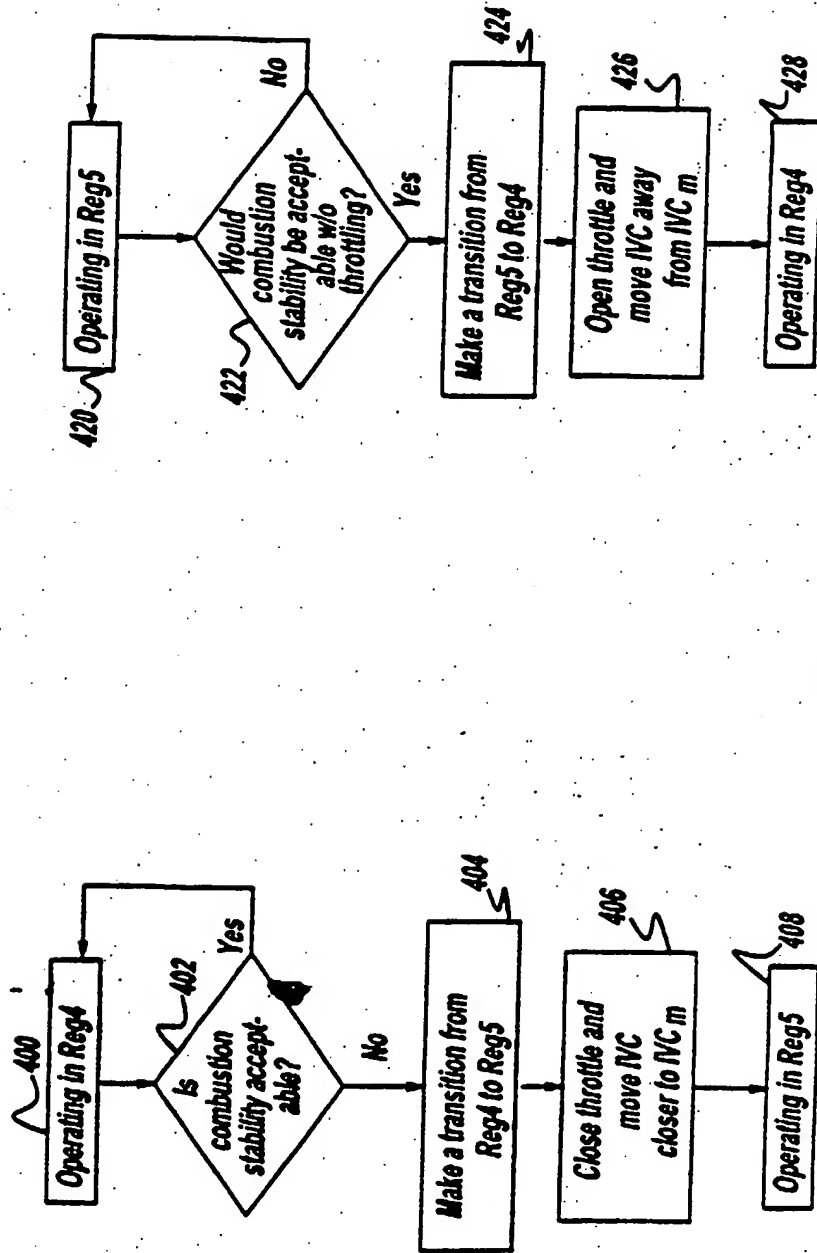 400
Operating in Reg4
402
Is
combustion
stability accept-
able?
Yes
No
404
Make a transition from
Reg4 to Reg5
406
Close throttle and
move IVC
closer to IVC m
408
Operating in Reg5
420
Operating in Reg5
422
Would
combustion
stability be accept-
able w/o
throttling?
No
Yes
424
Make a transition from
Reg5 to Reg4
426
Open throttle and
move IVC away
from IVC m
428
Operating in Reg4